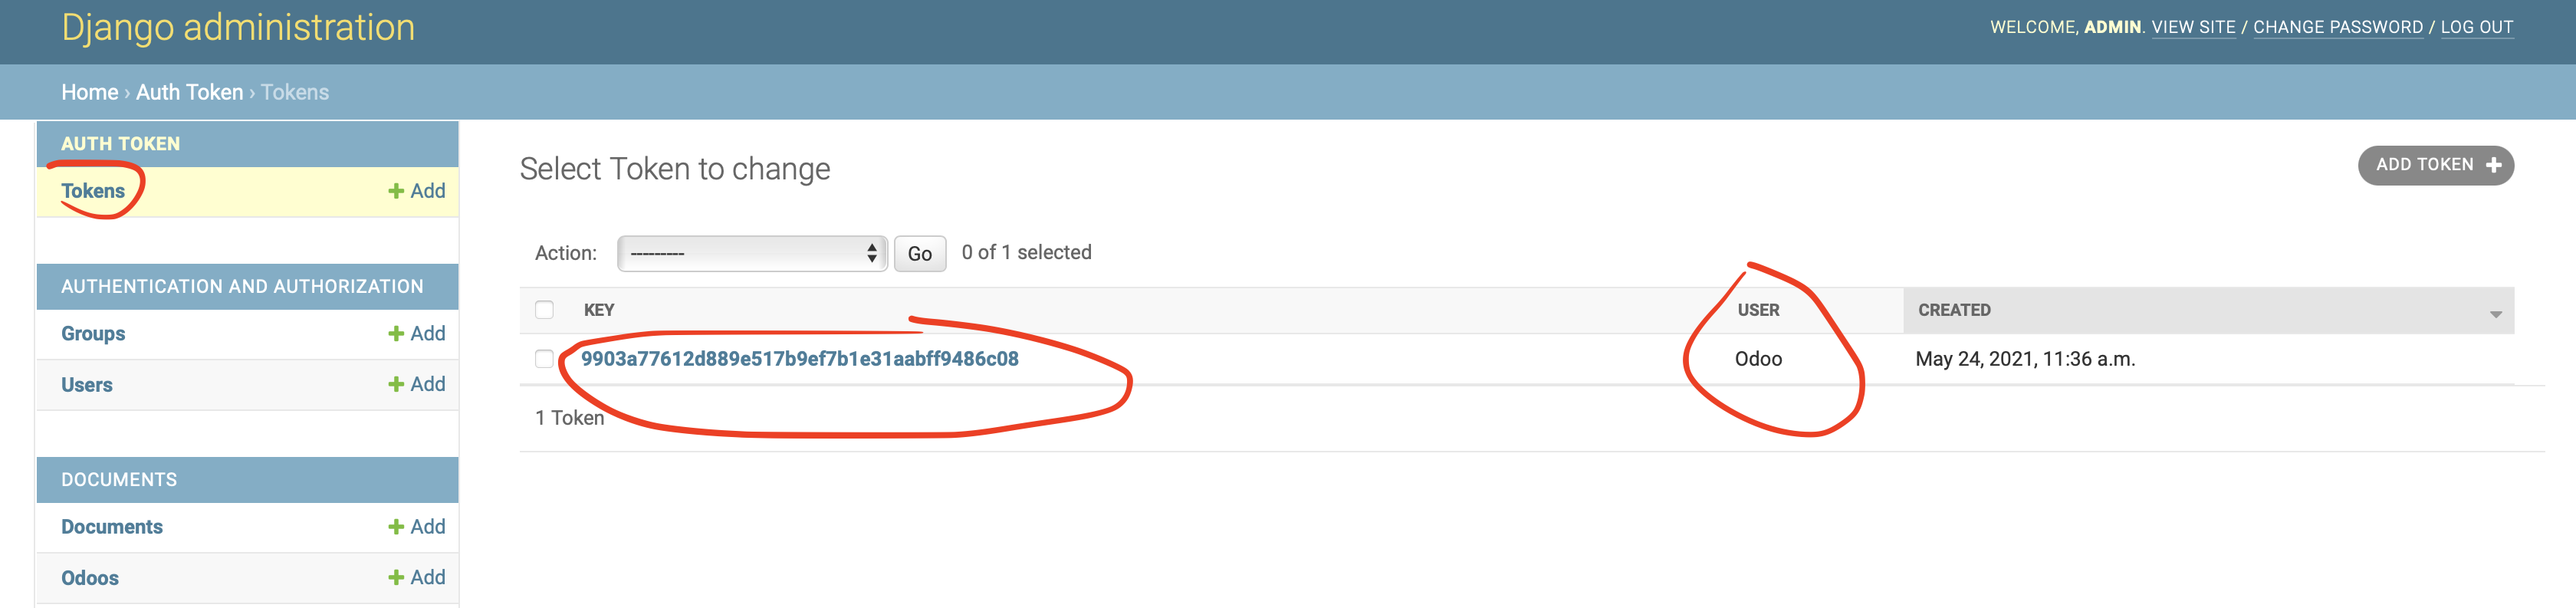 Django administration
WELCOME, ADMIN. VIEW SITE / CHANGE PASSWORD / LOG OUT
Home › Auth Token › Tokens
AUTH TOKEN
Tokens + Add
AUTHENTICATION AND AUTHORIZATION
Groups + Add
Users + Add
DOCUMENTS
Documents + Add
Odoos + Add
Select Token to change
ADD TOKEN +
Action: --------- Go 0 of 1 selected
KEY USER CREATED
9903a77612d889e517b9ef7b1e31aabff9486c08 Odoo May 24, 2021, 11:36 a.m.
1 Token